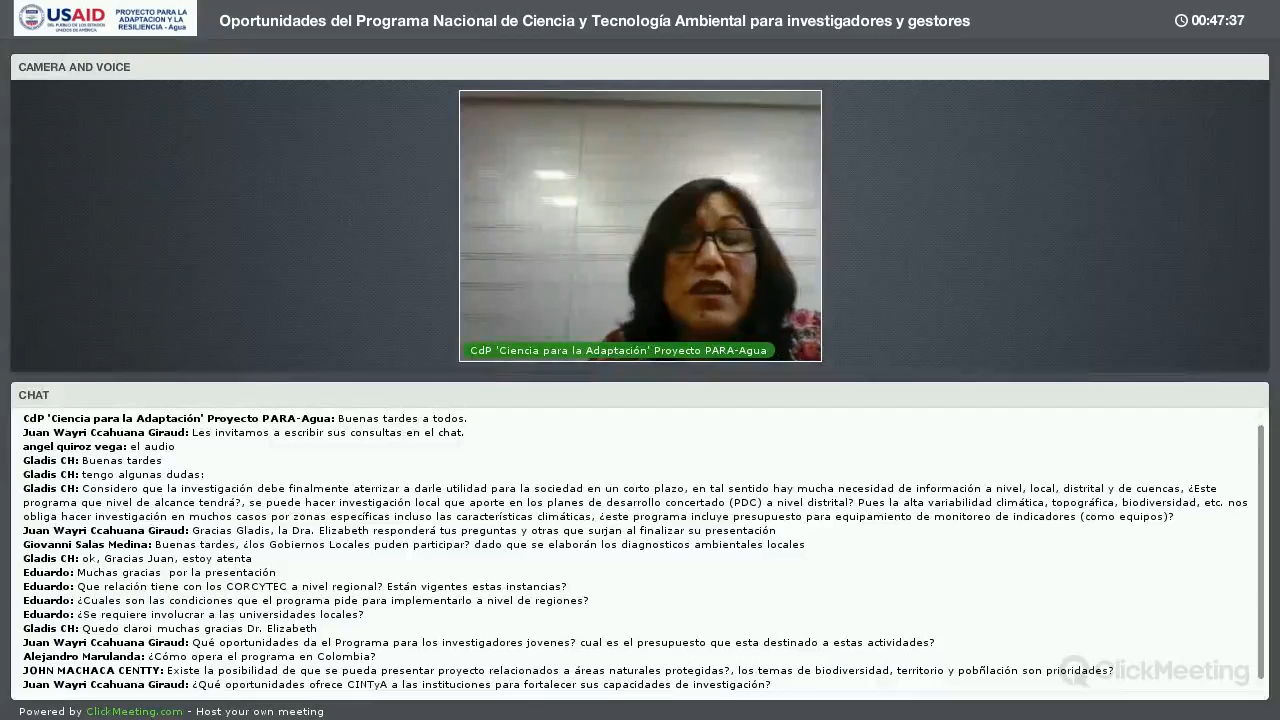 USAID
DEL PUEBLO DE LOS ESTADOS
UNIDOS DE AMÉRICA
PROYECTO PARA LA
ADAPTACIÓN Y LA
RESILIENCIA - Agua
Oportunidades del Programa Nacional de Ciencia y Tecnología Ambiental para investigadores y gestores
00:47:37
CAMERA AND VOICE
CdP 'Ciencia para la Adaptación' Proyecto PARA-Agua
CHAT
CdP 'Ciencia para la Adaptación' Proyecto PARA-Agua: Buenas tardes a todos.
Juan Wayri Ccahuana Giraud: Les invitamos a escribir sus consultas en el chat.
angel quiroz vega: el audio
Gladis CH: Buenas tardes
Gladis CH: tengo algunas dudas:
Gladis CH: Considero que la investigación debe finalmente aterrizar a darle utilidad para la sociedad en un corto plazo, en tal sentido hay mucha necesidad de información a nivel, local, distrital y de cuencas, ¿Este
programa que nivel de alcance tendrá?, se puede hacer investigación local que aporte en los planes de desarrollo concertado (PDC) a nivel distrital? Pues la alta variabilidad climática, topográfica, biodiversidad, etc. nos
obliga hacer investigación en muchos casos por zonas específicas incluso las características climáticas, ¿este programa incluye presupuesto para equipamiento de monitoreo de indicadores (como equipos)?
Juan Wayri Ccahuana Giraud: Gracias Gladis, la Dra. Elizabeth responderá tus preguntas y otras que surjan al finalizar su presentación
Giovanni Salas Medina: Buenas tardes, ¿los Gobiernos Locales puden participar? dado que se elaborán los diagnosticos ambientales locales
Gladis CH: ok, Gracias Juan, estoy atenta
Eduardo: Muchas gracias por la presentación
Eduardo: Que relación tiene con los CORCYTEC a nivel regional? Están vigentes estas instancias?
Eduardo: ¿Cuales son las condiciones que el programa pide para implementarlo a nivel de regiones?
Eduardo: ¿Se requiere involucrar a las universidades locales?
Gladis CH: Quedo claroi muchas gracias Dr. Elizabeth
Juan Wayri Ccahuana Giraud: Qué oportunidades da el Programa para los investigadores jovenes? cual es el presupuesto que esta destinado a estas actividades?
Alejandro Marulanda: ¿Cómo opera el programa en Colombia?
JOHN MACHACA CENTTY: Existe la posibilidad de que se pueda presentar proyecto relacionados a áreas naturales protegidas?, los temas de biodiversidad, territorio y pobñlación son prioridades?
Juan Wayri Ccahuana Giraud: ¿Qué oportunidades ofrece CINTyA a las instituciones para fortalecer sus capacidades de investigación?
ClickMeeting
Powered by ClickMeeting.com - Host your own meeting